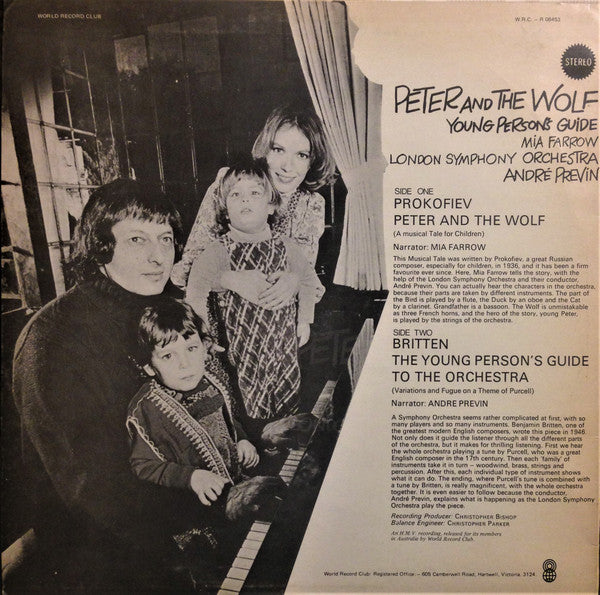 WORLD RECORD CLUB
W.R.C. – R 08453
STEREO
PETER AND THE WOLF
YOUNG PERSON'S GUIDE
MIA FARROW
LONDON SYMPHONY ORCHESTRA
ANDRÉ PREVIN
SIDE ONE
PROKOFIEV
PETER AND THE WOLF
(A musical Tale for Children)
Narrator: MIA FARROW
This Musical Tale was written by Prokofiev, a great Russian
composer, especially for children, in 1936, and it has been a firm
favourite ever since. Here, Mia Farrow tells the story, with the
help of the London Symphony Orchestra and their conductor,
André Previn. You can actually hear the characters in the orchestra,
because their parts are taken by different instruments. The part of
the Bird is played by a flute, the Duck by an oboe and the Cat
by a clarinet. Grandfather is a bassoon. The Wolf is unmistakable
as three French horns, and the hero of the story, young Peter,
is played by the strings of the orchestra.
SIDE TWO
BRITTEN
THE YOUNG PERSON'S GUIDE
TO THE ORCHESTRA
(Variations and Fugue on a Theme of Purcell)
Narrator: ANDRE PREVIN
A Symphony Orchestra seems rather complicated at first, with so
many players and so many instruments. Benjamin Britten, one of
the greatest modern English composers, wrote this piece in 1946.
Not only does it guide the listener through all the different parts
of the orchestra, but it makes for thrilling listening. First we hear
the whole orchestra playing a tune by Purcell, who was a great
English composer in the 17th century. Then each 'family' of
instruments take it in turn – woodwind, brass, strings and
percussion. After this, each individual type of instrument shows
what it can do. The ending, where Purcell's tune is combined with
a tune by Britten, is really magnificent, with the whole orchestra
together. It is even easier to follow because the conductor,
André Previn, explains what is happening as the London Symphony
Orchestra play the piece.
Recording Producer: CHRISTOPHER BISHOP
Balance Engineer: CHRISTOPHER PARKER
An H.M.V. recording, released for its members
in Australia by World Record Club.
World Record Club: Registered Office: – 605 Camberwell Road, Hartwell, Victoria. 3124